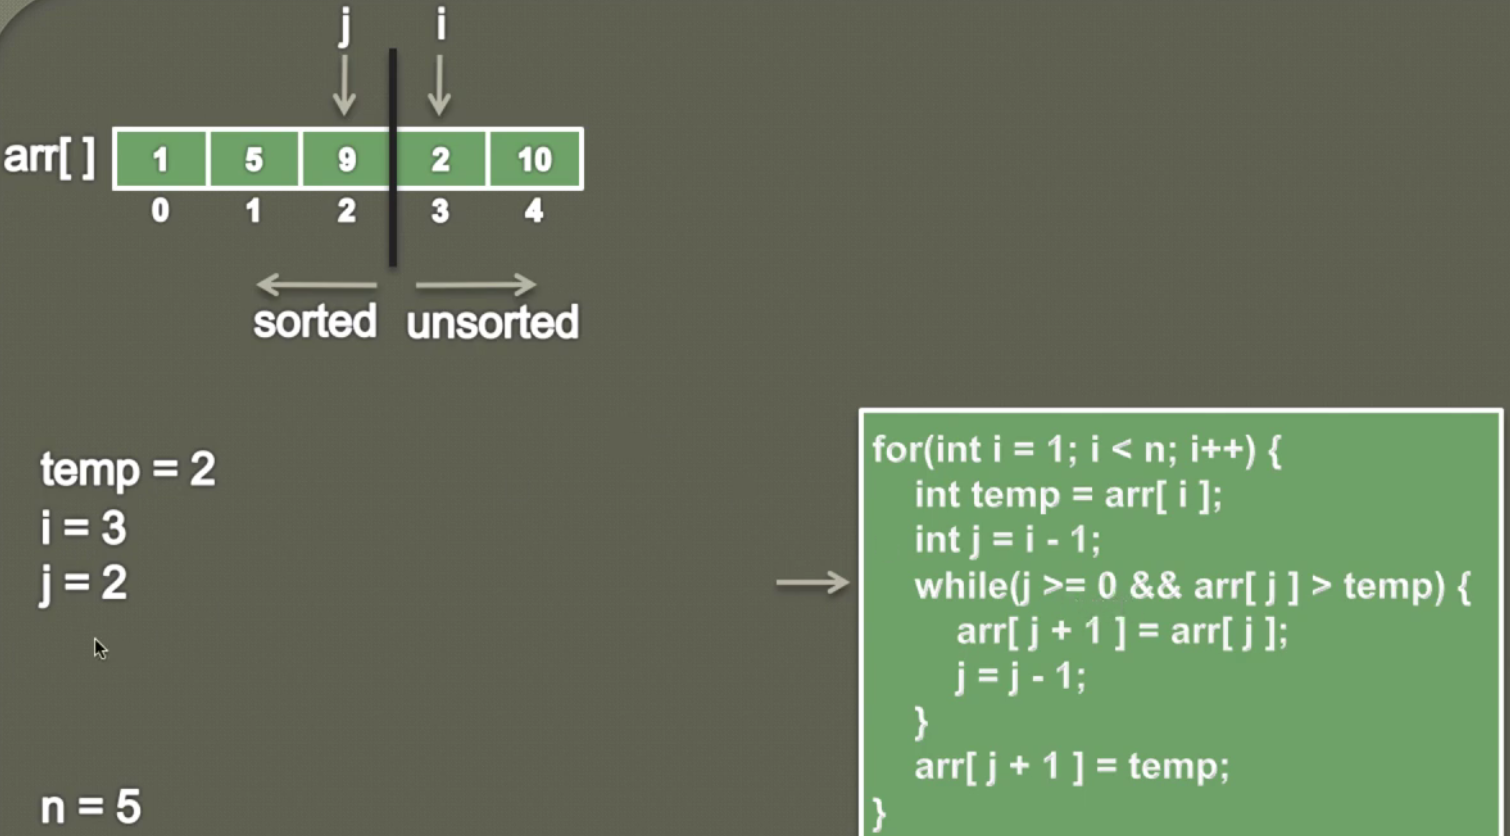 j i
arr[ ] 1 5 9 2 10
0 1 2 3 4
sorted unsorted
temp = 2
i = 3
j = 2
n = 5
for(int i = 1; i < n; i++) {
int temp = arr[ i ];
int j = i - 1;
while(j >= 0 && arr[ j ] > temp) {
arr[ j + 1 ] = arr[ j ];
j = j - 1;
}
arr[ j + 1 ] = temp;
}